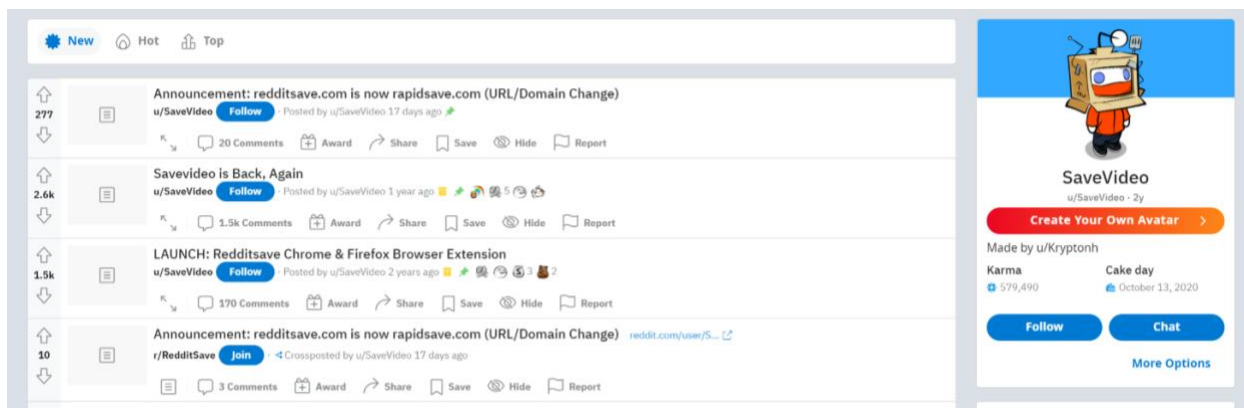 New Hot Top
277
Announcement: redditsave.com is now rapidsave.com (URL/Domain Change)
u/SaveVideo Follow · Posted by u/SaveVideo 17 days ago
20 Comments Award Share Save Hide Report
2.6k
Savevideo is Back, Again
u/SaveVideo Follow · Posted by u/SaveVideo 1 year ago 5
1.5k Comments Award Share Save Hide Report
1.5k
LAUNCH: Redditsave Chrome & Firefox Browser Extension
u/SaveVideo Follow · Posted by u/SaveVideo 2 years ago 3 2
170 Comments Award Share Save Hide Report
10
Announcement: redditsave.com is now rapidsave.com (URL/Domain Change) reddit.com/user/S...
r/RedditSave Join · Crossposted by u/SaveVideo 17 days ago
3 Comments Award Share Save Hide Report
SaveVideo
u/SaveVideo · 2y
Create Your Own Avatar >
Made by u/Kryptonh
Karma Cake day
579,490 October 13, 2020
Follow Chat
More Options